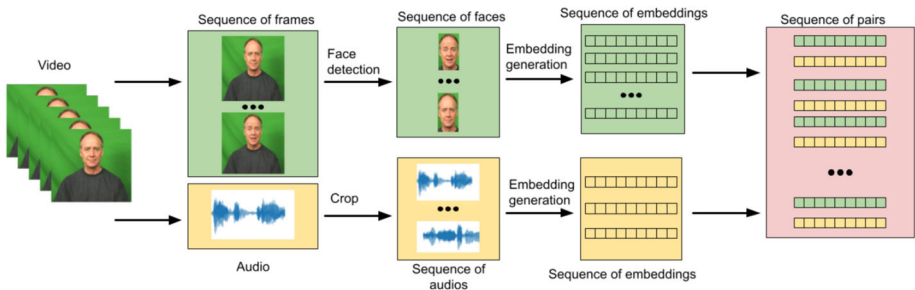 Video
Sequence of frames
Face
detection
Sequence of faces
Embedding
generation
Sequence of embeddings
Sequence of pairs
Audio
Crop
Sequence of
audios
Embedding
generation
Sequence of embeddings